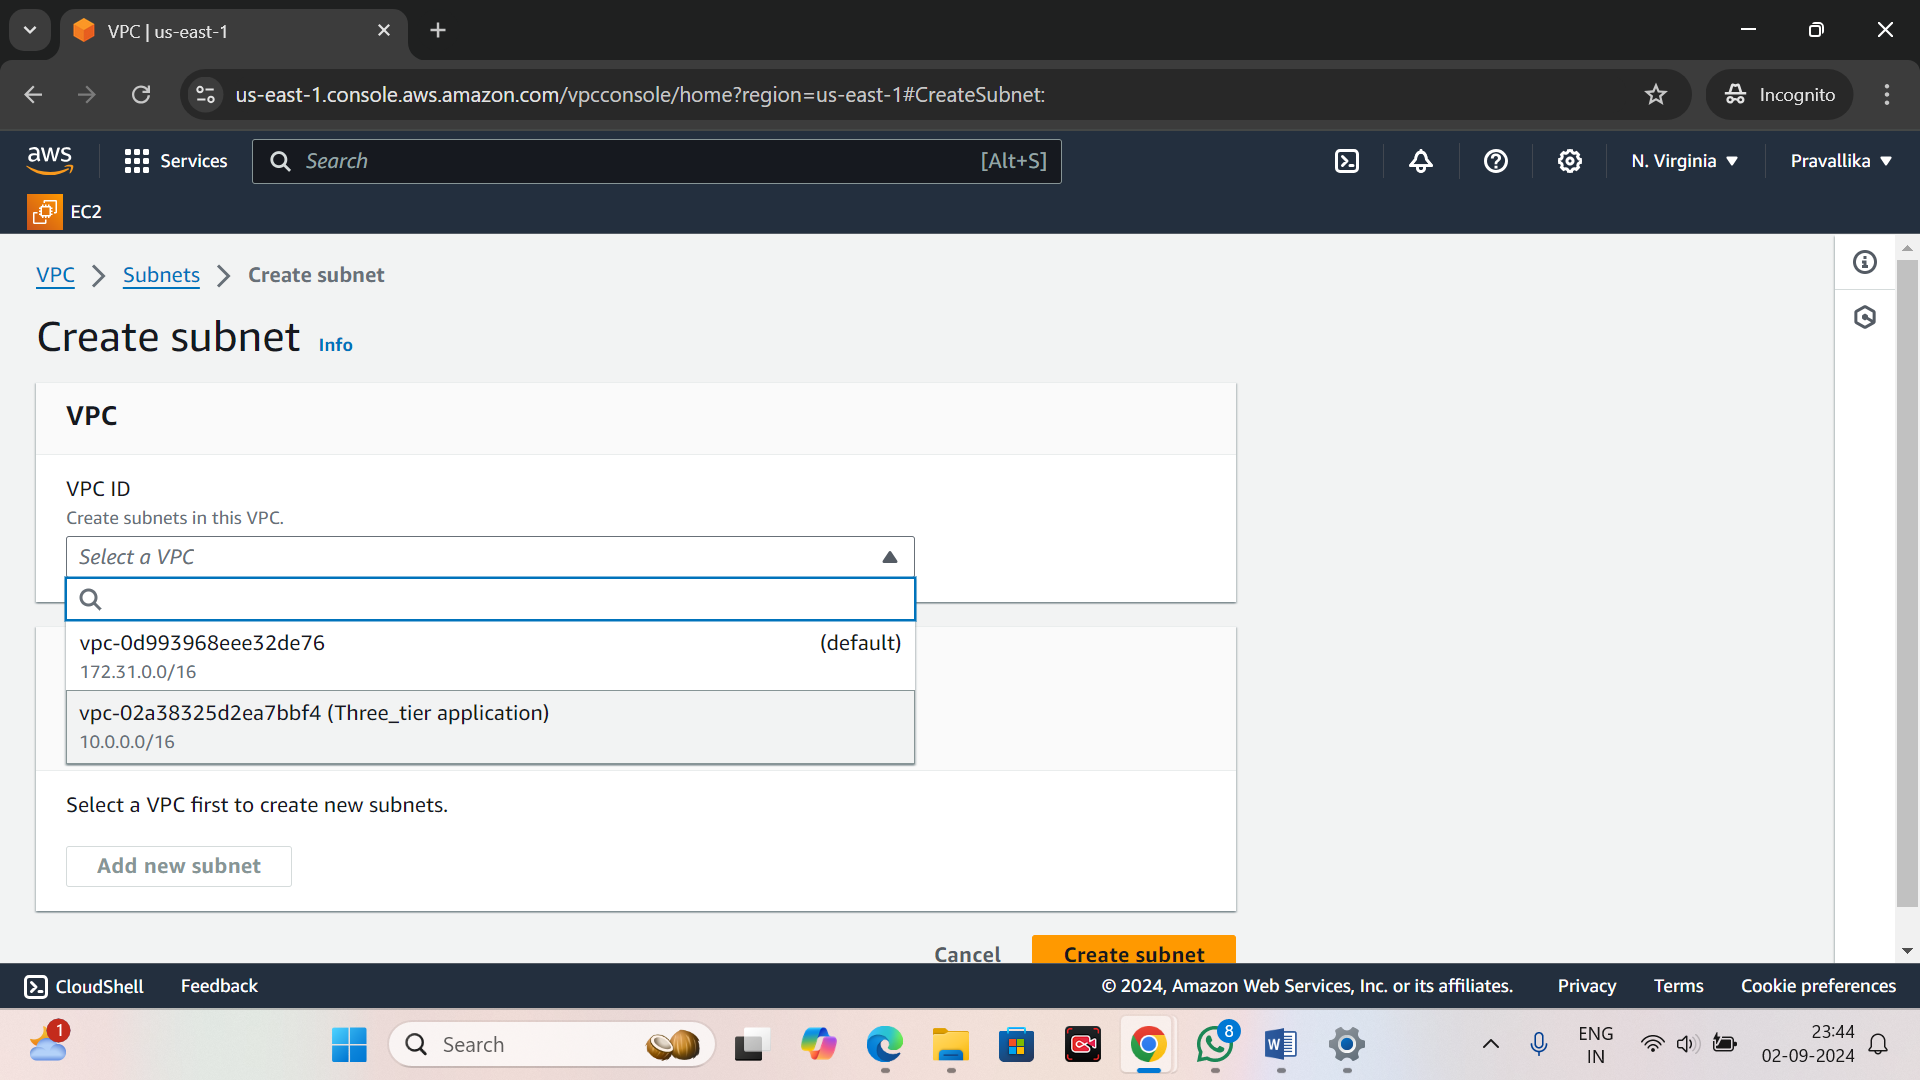 VPC | us-east-1
us-east-1.console.aws.amazon.com/vpcconsole/home?region=us-east-1#CreateSubnet:
Incognito
aws
Services
Search
[Alt+S]
N. Virginia
Pravallika
EC2
VPC
Subnets
Create subnet
Create subnet
Info
VPC
VPC ID
Create subnets in this VPC.
Select a VPC
vpc-0d993968eee32de76
(default)
172.31.0.0/16
vpc-02a38325d2ea7bbf4 (Three_tier application)
10.0.0.0/16
Select a VPC first to create new subnets.
Add new subnet
Cancel
Create subnet
CloudShell
Feedback
© 2024, Amazon Web Services, Inc. or its affiliates.
Privacy
Terms
Cookie preferences
1
Search
8
W
ENG
IN
23:44
02-09-2024